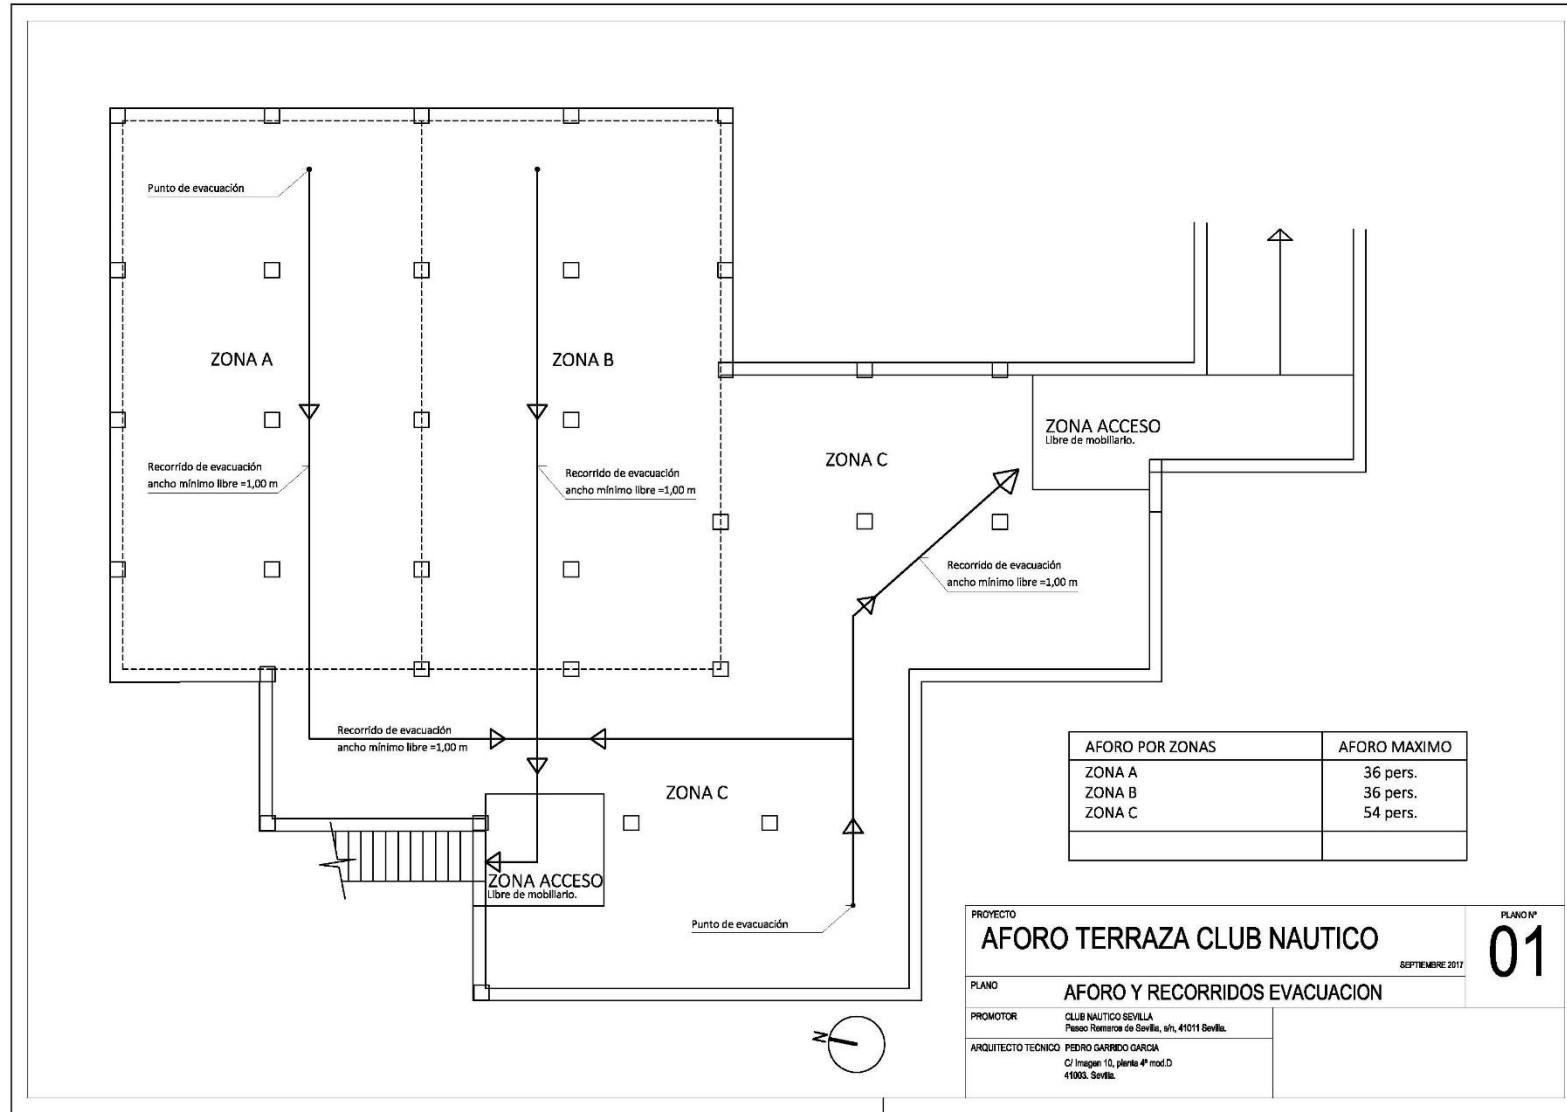 Punto de evacuación
ZONA A
ZONA B
Recorrido de evacuación
ancho mínimo libre =1,00 m
Recorrido de evacuación
ancho mínimo libre =1,00 m
ZONA C
ZONA ACCESO
Libre de mobiliario.
Recorrido de evacuación
ancho mínimo libre =1,00 m
Recorrido de evacuación
ancho mínimo libre =1,00 m
ZONA C
ZONA ACCESO
Libre de mobiliario.
Punto de evacuación
AFORO POR ZONAS AFORO MAXIMO
ZONA A 36 pers.
ZONA B 36 pers.
ZONA C 54 pers.
N
PROYECTO
AFORO TERRAZA CLUB NAUTICO
SEPTIEMBRE 2017
PLANO Nº
01
PLANO AFORO Y RECORRIDOS EVACUACION
PROMOTOR CLUB NAUTICO SEVILLA
Paseo Remeros de Sevilla, s/n, 41011 Sevilla.
ARQUITECTO TECNICO PEDRO GARRIDO GARCIA
C/ Imagen 10, planta 4ª mod.D
41003. Sevilla.